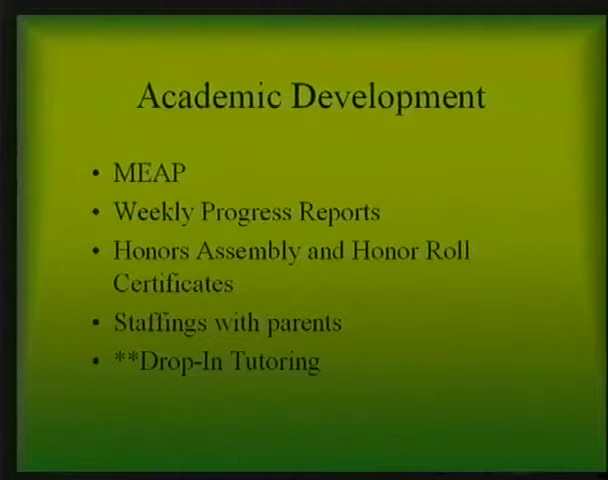 Academic Development
• MEAP
• Weekly Progress Reports
• Honors Assembly and Honor Roll
Certificates
• Staffings with parents
• **Drop-In Tutoring